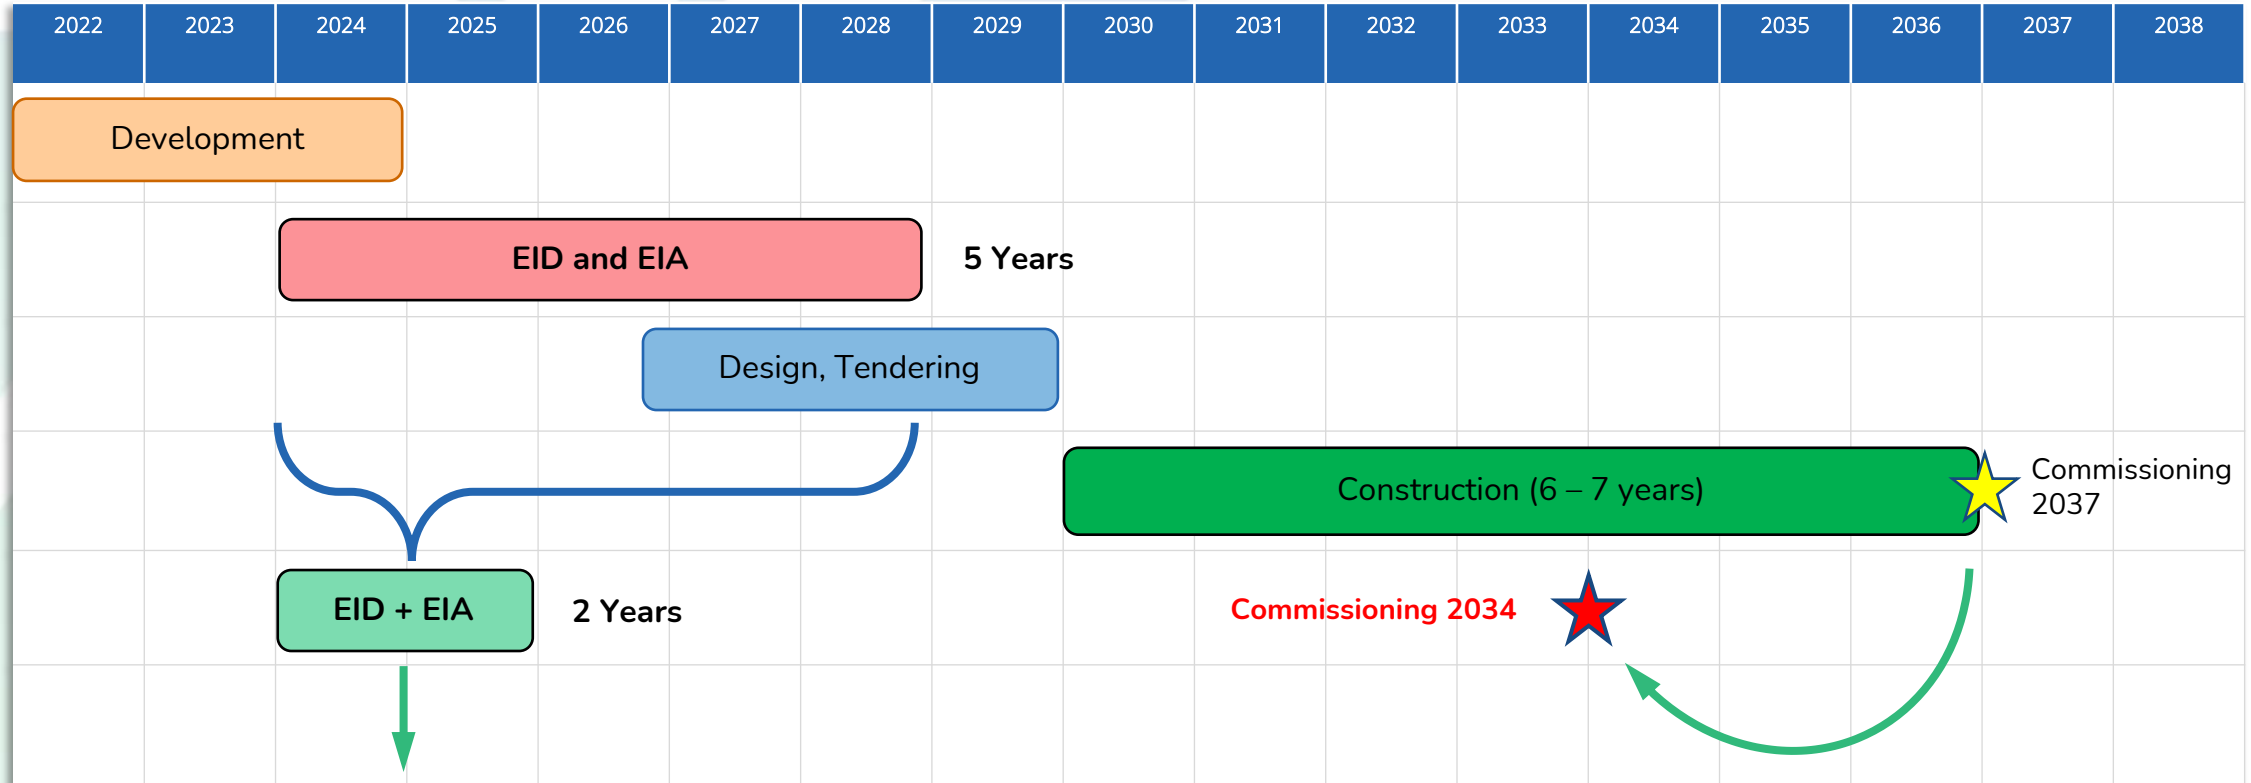 2022 2023 2024 2025 2026 2027 2028 2029 2030 2031 2032 2033 2034 2035 2036 2037 2038
Development
EID and EIA 5 Years
Design, Tendering
Construction (6 – 7 years)
Commissioning
2037
EID + EIA 2 Years
Commissioning 2034